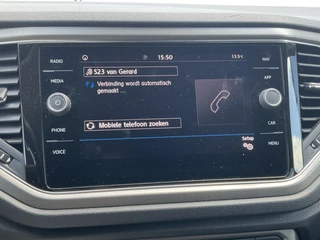 RADIO
15:50
13.5°C
NAV
MEDIA
S23 van Gerard
APP
Verbinding wordt automatisch
gemaakt ...
PHONE
Mobiele telefoon zoeken
CAR
VOICE
Setup
MENU